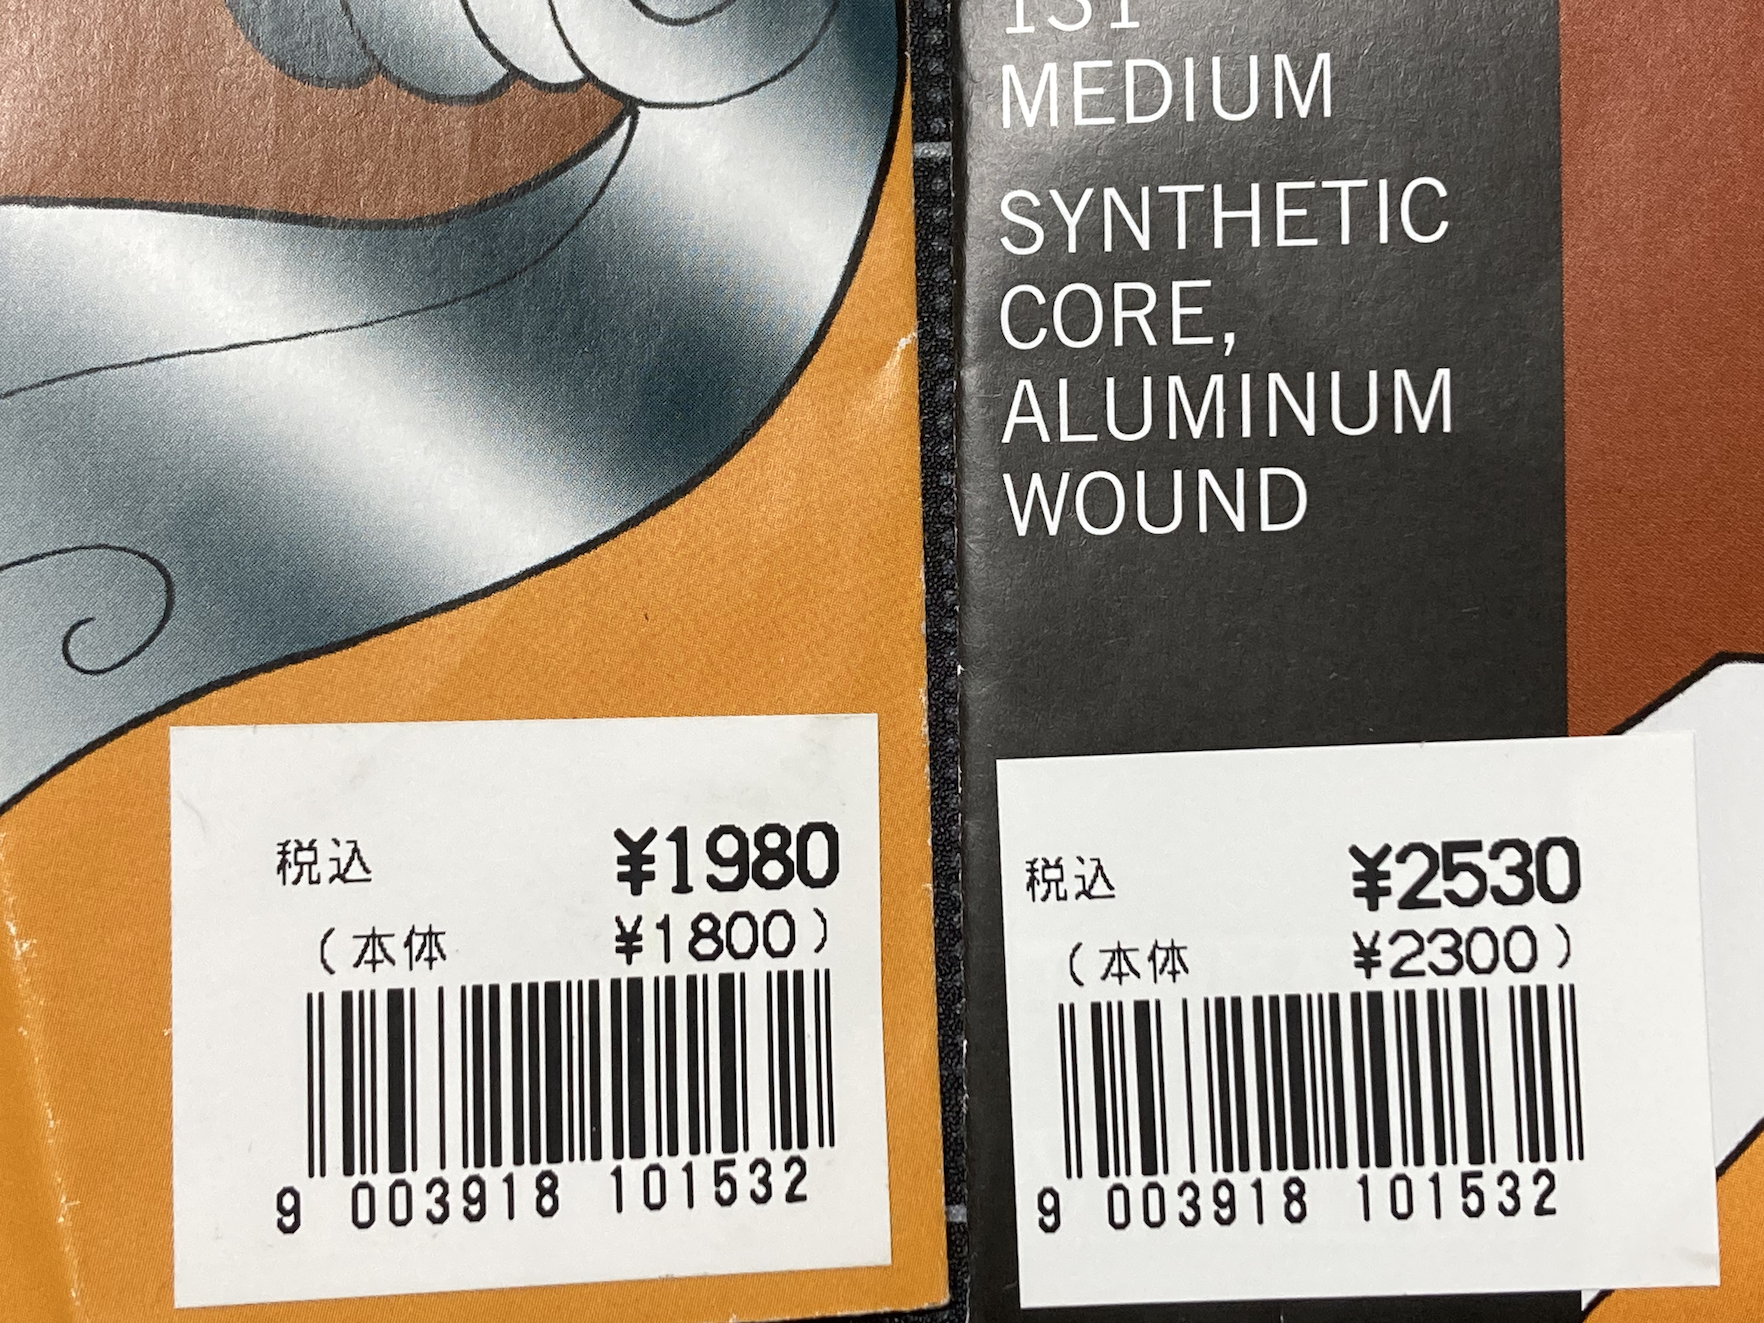 1ST
MEDIUM
SYNTHETIC
CORE,
ALUMINUM
WOUND
税込 ¥1980
(本体 ¥1800)
9 003918 101532
税込 ¥2530
(本体 ¥2300)
9 003918 101532